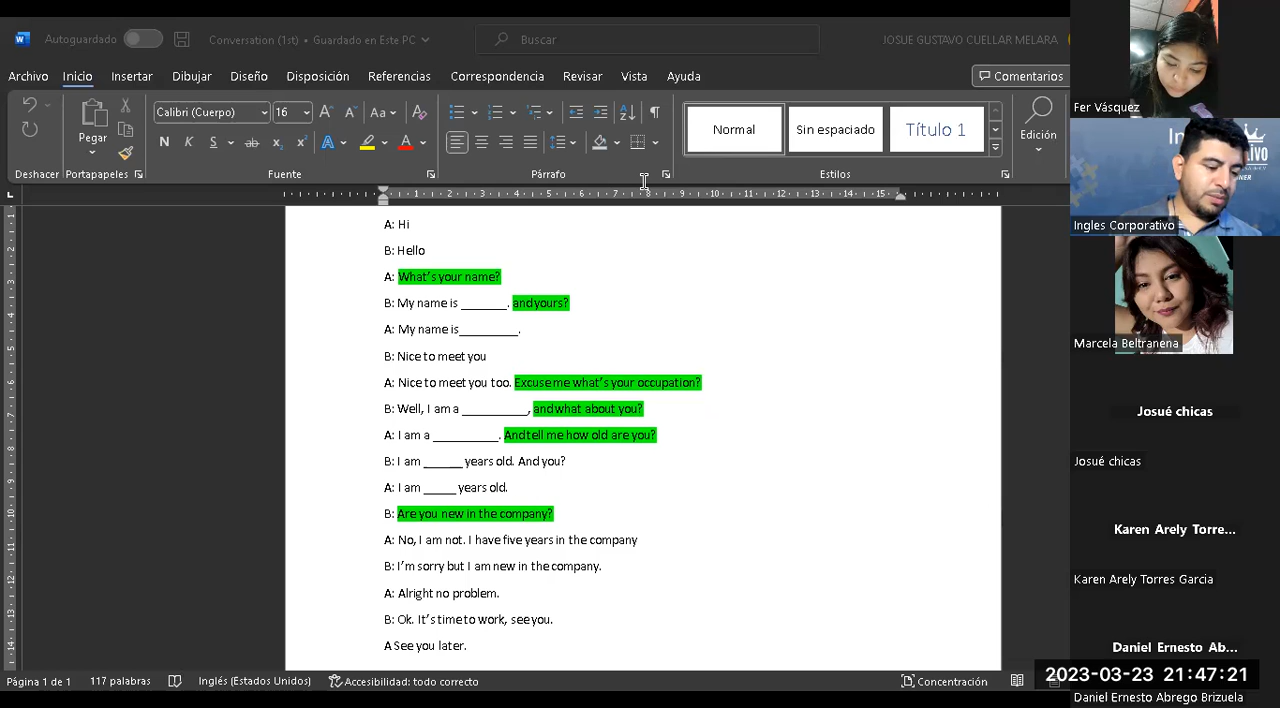 Autoguardado
Conversation (1st) • Guardado en Este PC
Buscar
JOSUE GUSTAVO CUELLAR MELARA
Archivo Inicio Insertar Dibujar Diseño Disposición Referencias Correspondencia Revisar Vista Ayuda
Comentarios
Pegar
Calibri (Cuerpo) 16
Normal
Sin espaciado
Título 1
Edición
Deshacer Portapapeles Fuente Párrafo Estilos
A: Hi
B: Hello
A: What's your name?
B: My name is _______. and yours?
A: My name is_________.
B: Nice to meet you
A: Nice to meet you too. Excuse me what's your occupation?
B: Well, I am a __________, and what about you?
A: I am a __________. And tell me how old are you?
B: I am ______ years old. And you?
A: I am _____ years old.
B: Are you new in the company?
A: No, I am not. I have five years in the company
B: I'm sorry but I am new in the company.
A: Alright no problem.
B: Ok. It's time to work, see you.
A See you later.
Página 1 de 1 117 palabras Inglés (Estados Unidos) Accesibilidad: todo correcto Concentración
Fer Vásquez
Ingles Corporativo
Marcela Beltranena
Josué chicas
Josué chicas
Karen Arely Torre...
Karen Arely Torres Garcia
Daniel Ernesto Ab...
2023-03-23 21:47:21
Daniel Ernesto Abrego Brizuela